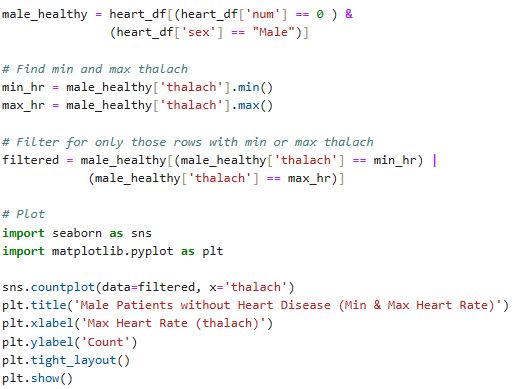 male_healthy = heart_df[(heart_df['num'] == 0 ) &
(heart_df['sex'] == "Male")]
# Find min and max thalach
min_hr = male_healthy['thalach'].min()
max_hr = male_healthy['thalach'].max()
# Filter for only those rows with min or max thalach
filtered = male_healthy[(male_healthy['thalach'] == min_hr) |
(male_healthy['thalach'] == max_hr)]
# Plot
import seaborn as sns
import matplotlib.pyplot as plt
sns.countplot(data=filtered, x='thalach')
plt.title('Male Patients without Heart Disease (Min & Max Heart Rate)')
plt.xlabel('Max Heart Rate (thalach)')
plt.ylabel('Count')
plt.tight_layout()
plt.show()